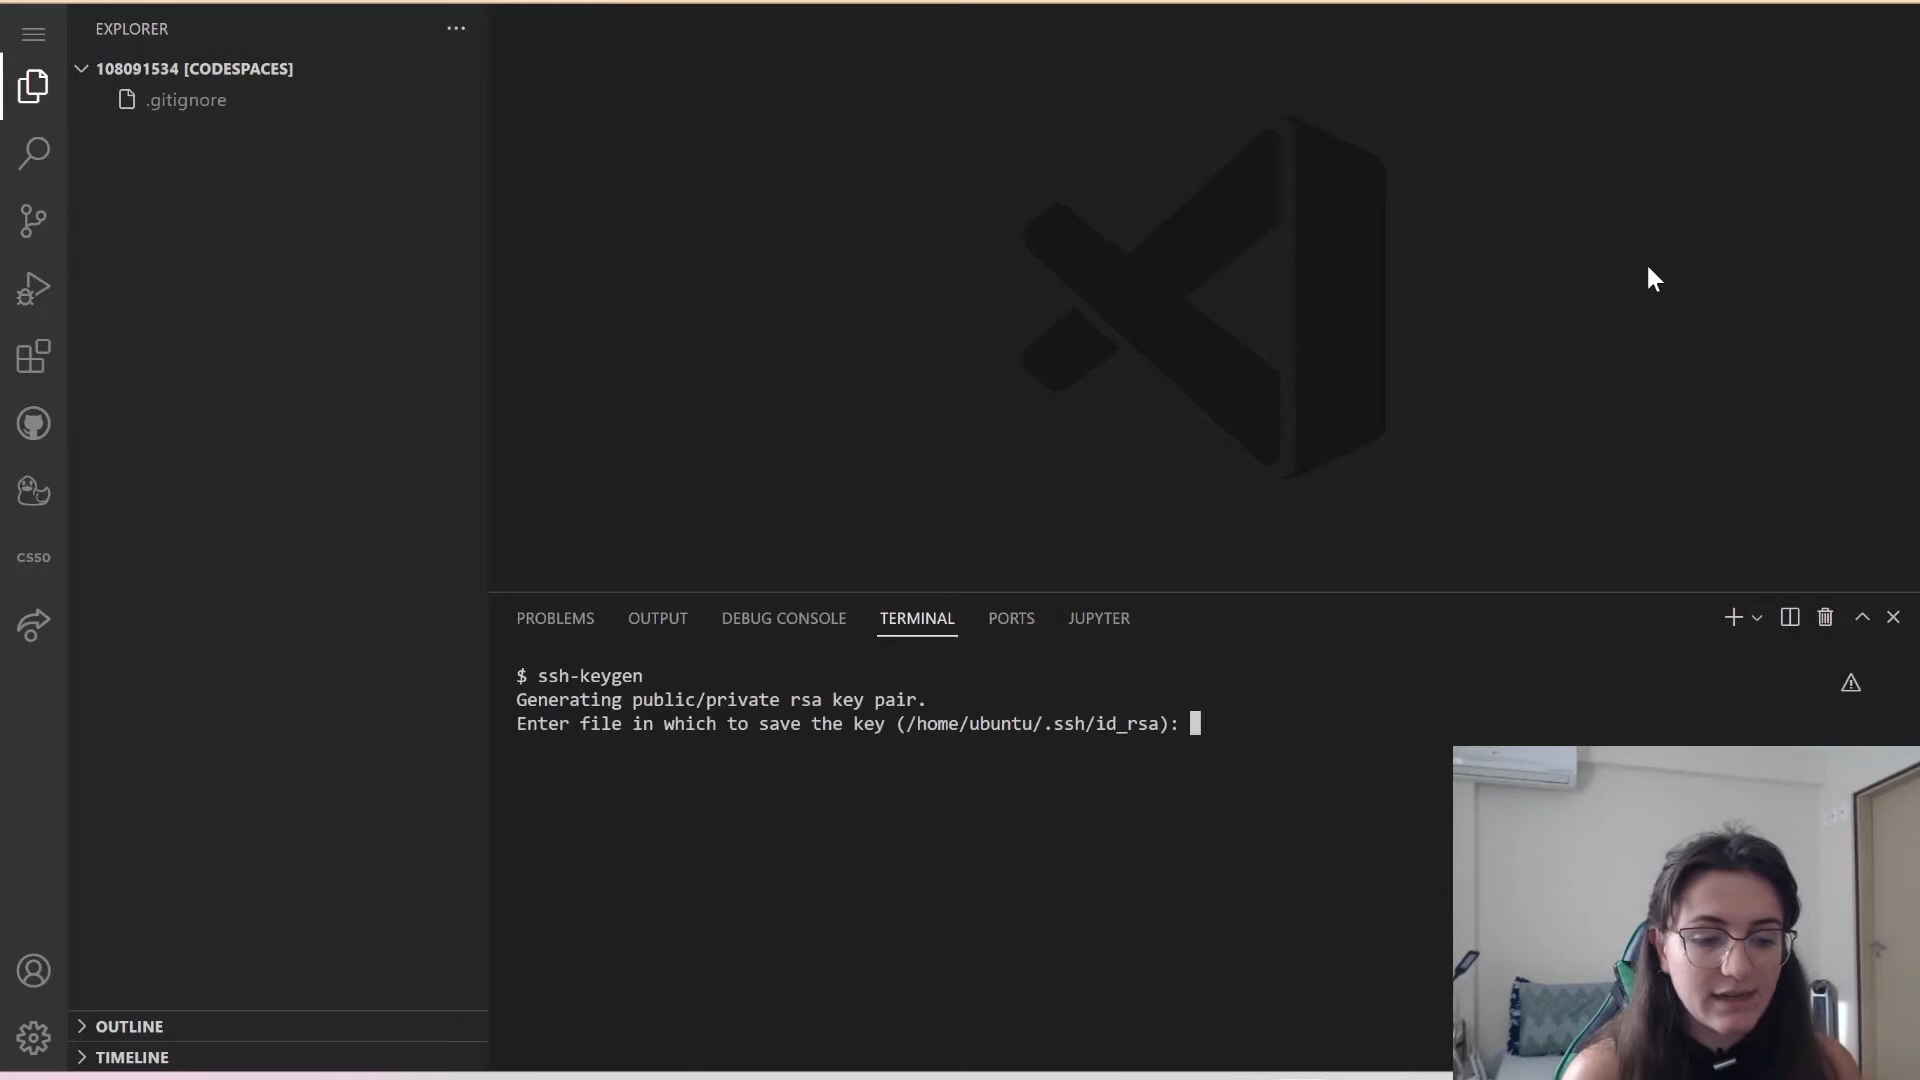 EXPLORER
108091534 [CODESPACES]
.gitignore
CS50
OUTLINE
TIMELINE
PROBLEMS OUTPUT DEBUG CONSOLE TERMINAL PORTS JUPYTER
$ ssh-keygen
Generating public/private rsa key pair.
Enter file in which to save the key (/home/ubuntu/.ssh/id_rsa):